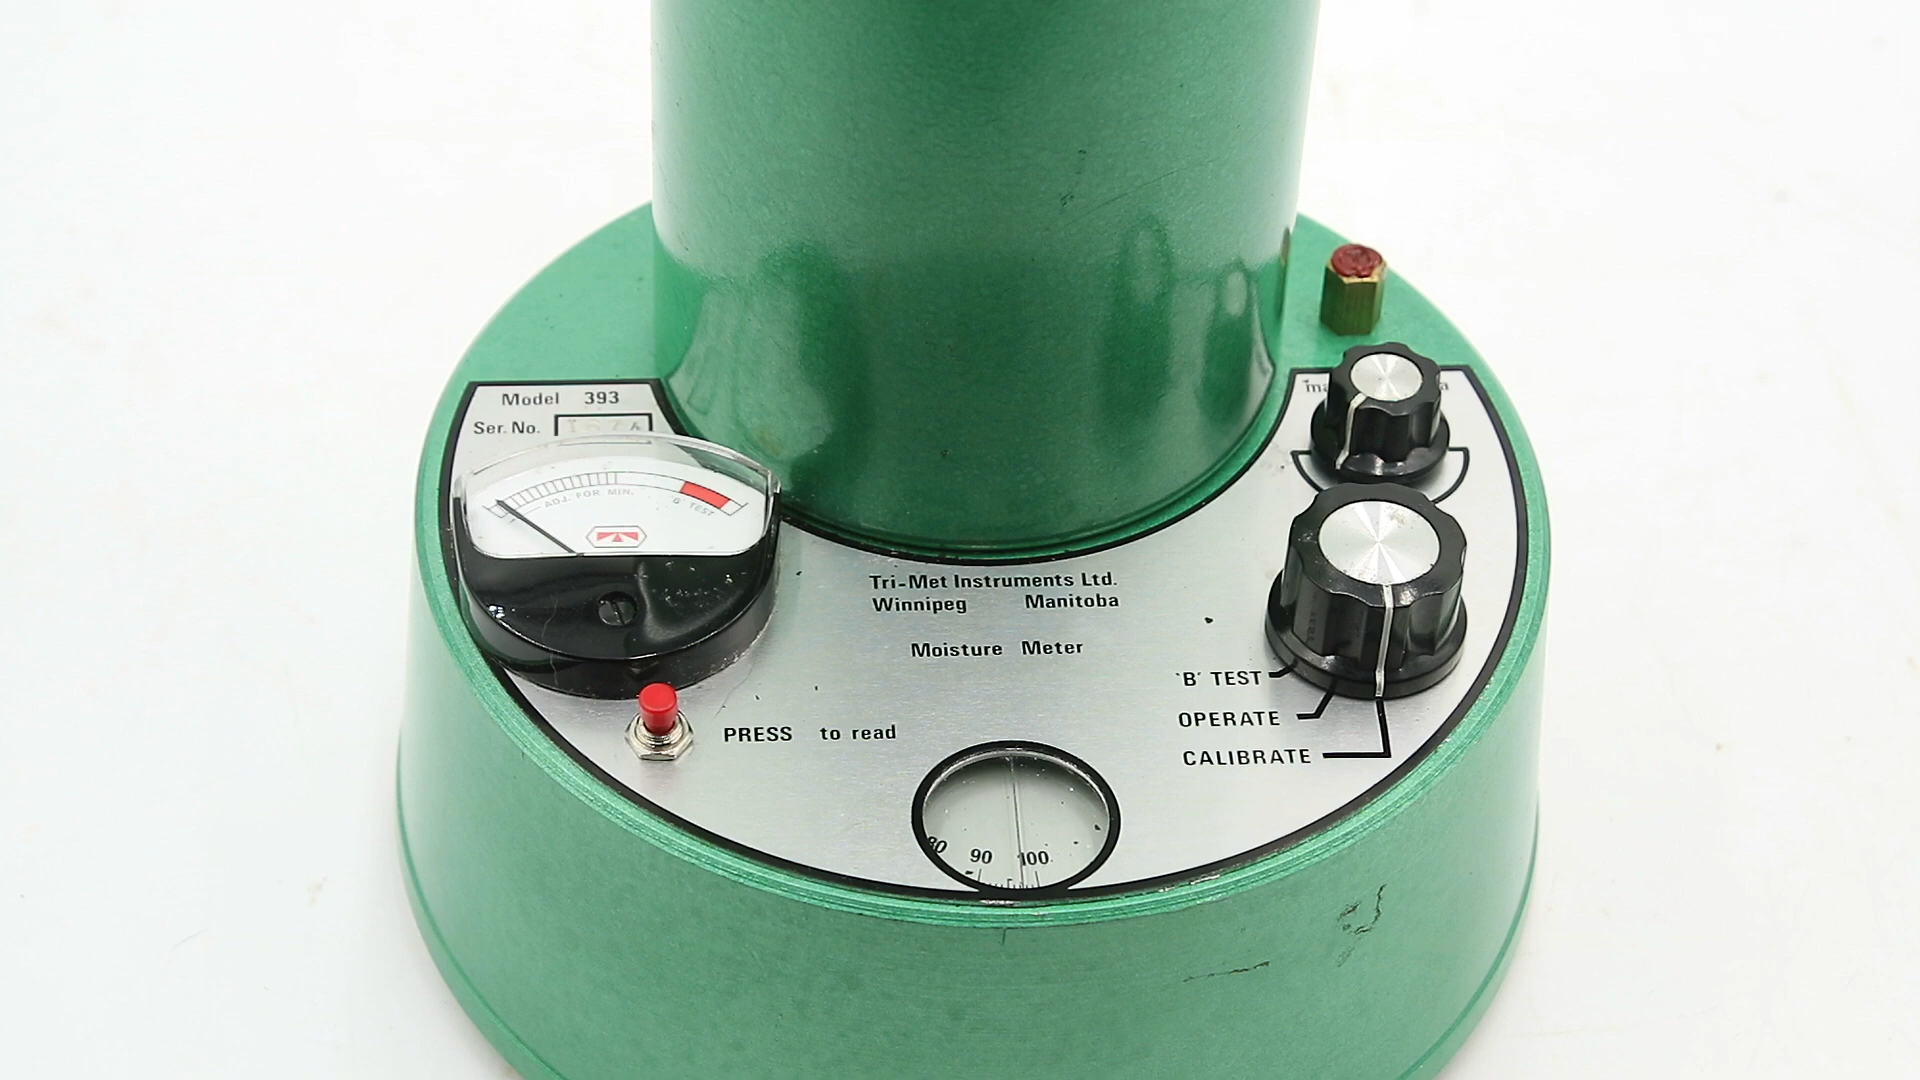 Model 393
Ser. No.
ADJ. FOR MIN.
'B' TEST
Tri-Met Instruments Ltd.
Winnipeg Manitoba
Moisture Meter
'B' TEST
OPERATE
CALIBRATE
PRESS to read
80 90 100